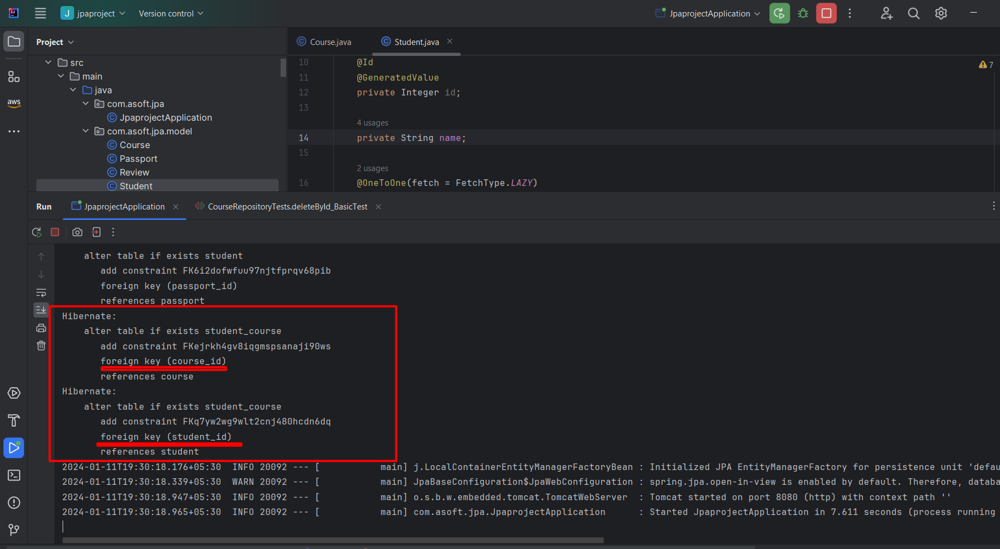 J jpaproject Version control JpaprojectApplication
Project
Course.java Student.java
src
main
java
com.asoft.jpa
JpaprojectApplication
com.asoft.jpa.model
Course
Passport
Review
Student
aws
10 @Id
7
11 @GeneratedValue
12 private Integer id;
13
4 usages
14 private String name;
15
2 usages
16 @OneToOne(fetch = FetchType.LAZY)
Run JpaprojectApplication CourseRepositoryTests.deleteById_BasicTest
alter table if exists student
add constraint FK6i2dofwfuu97njtfprqv68pib
foreign key (passport_id)
references passport
Hibernate:
alter table if exists student_course
add constraint FKejrkh4gv8iqgmspsanaji90ws
foreign key (course_id)
references course
Hibernate:
alter table if exists student_course
add constraint FKq7yw2wg9wlt2cnj480hcdn6dq
foreign key (student_id)
references student
2024-01-11T19:30:18.176+05:30 INFO 20092 --- [ main] j.LocalContainerEntityManagerFactoryBean : Initialized JPA EntityManagerFactory for persistence unit 'defau
2024-01-11T19:30:18.339+05:30 WARN 20092 --- [ main] JpaBaseConfiguration$JpaWebConfiguration : spring.jpa.open-in-view is enabled by default. Therefore, databa
2024-01-11T19:30:18.947+05:30 INFO 20092 --- [ main] o.s.b.w.embedded.tomcat.TomcatWebServer : Tomcat started on port 8080 (http) with context path ''
2024-01-11T19:30:18.965+05:30 INFO 20092 --- [ main] com.asoft.jpa.JpaprojectApplication : Started JpaprojectApplication in 7.611 seconds (process running